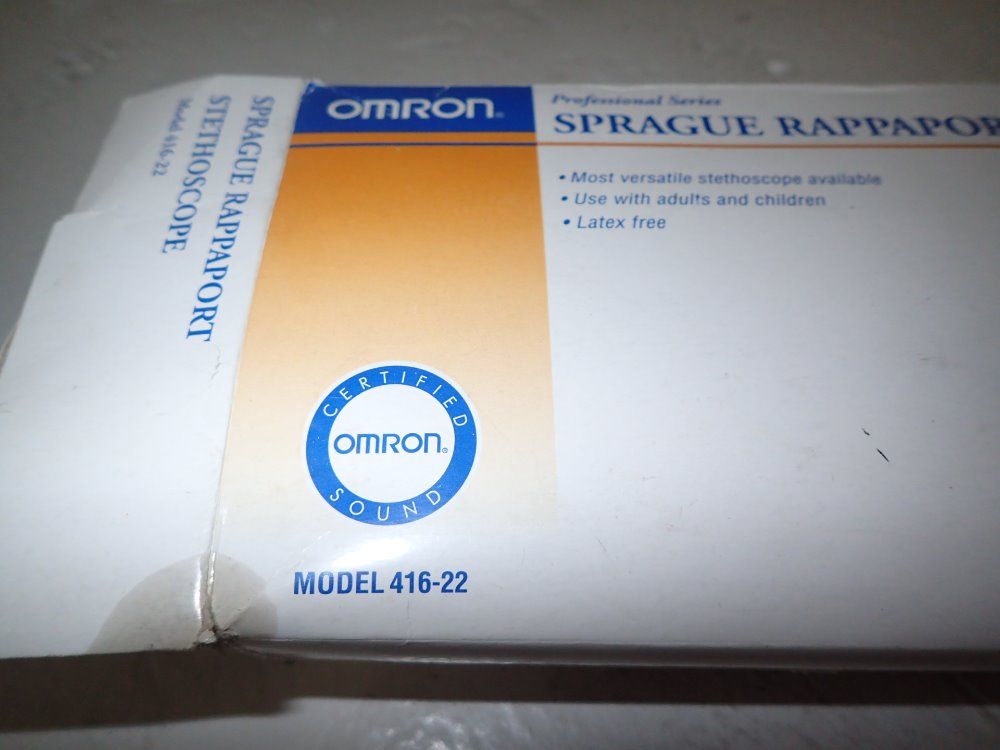 SPRAGUE RAPPAPORT
STETHOSCOPE
Model 416-22
OMRON
Professional Series
SPRAGUE RAPPAPOR
• Most versatile stethoscope available
• Use with adults and children
• Latex free
CERTIFIED
OMRON®
SOUND
MODEL 416-22